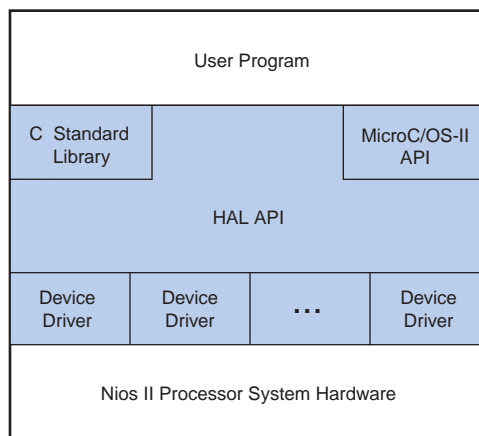 User Program
C Standard
Library
MicroC/OS-II
API
HAL API
Device
Driver
Device
Driver
...
Device
Driver
Nios II Processor System Hardware